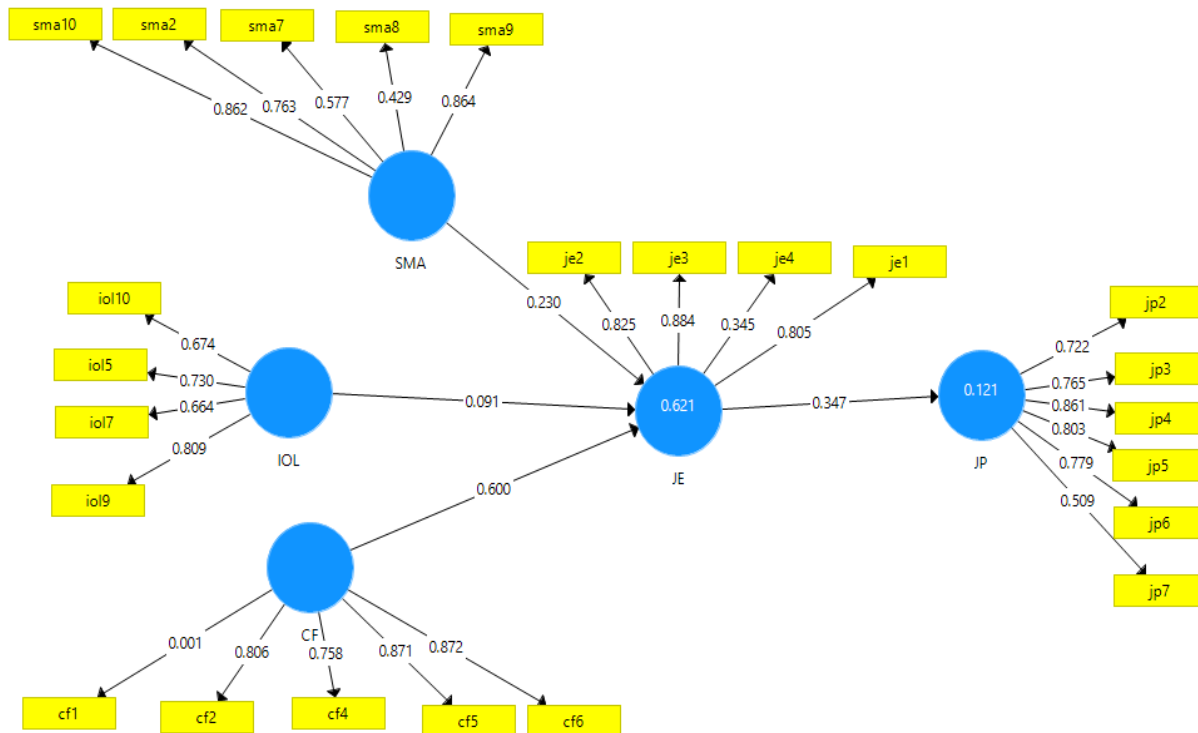 sma10
sma2
sma7
sma8
sma9
0.862
0.763
0.577
0.429
0.864
SMA
0.230
iol10
iol5
iol7
iol9
0.674
0.730
0.664
0.809
IOL
0.091
je2
je3
je4
je1
0.825
0.884
0.345
0.805
0.621
JE
0.347
0.121
JP
jp2
jp3
jp4
jp5
jp6
jp7
0.722
0.765
0.861
0.803
0.779
0.509
0.600
CF
0.001
0.806
0.758
0.871
0.872
cf1
cf2
cf4
cf5
cf6